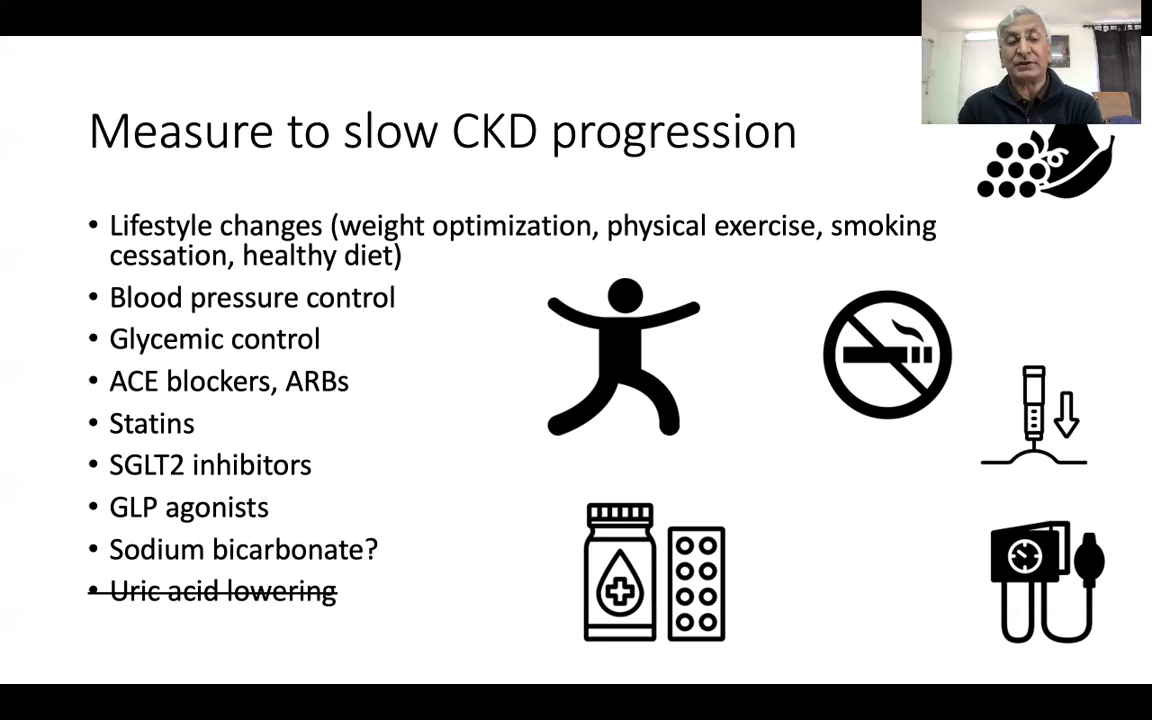 Measure to slow CKD progression
• Lifestyle changes (weight optimization, physical exercise, smoking
cessation, healthy diet)
• Blood pressure control
• Glycemic control
• ACE blockers, ARBs
• Statins
• SGLT2 inhibitors
• GLP agonists
• Sodium bicarbonate?
• Uric acid lowering